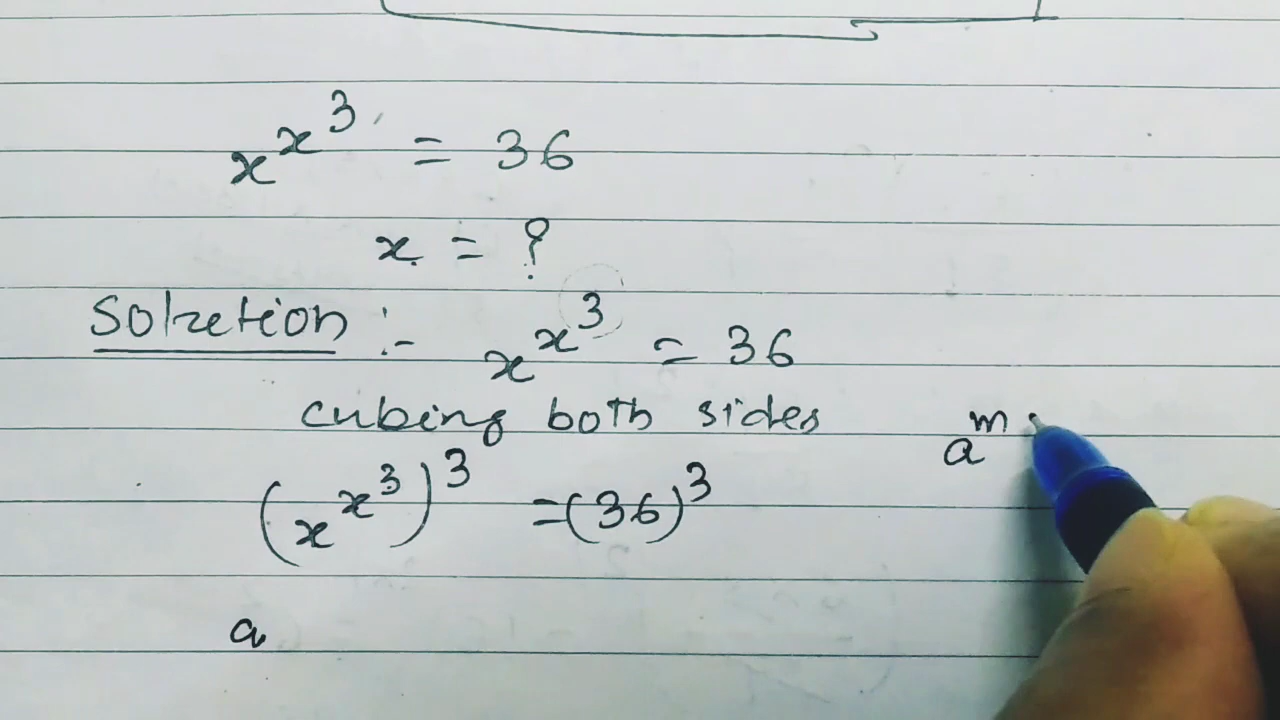 x^x^3 = 36
x = ?
Solution :- x^x^3 = 36
cubing both sides
a^m
(x^x^3)^3 = (36)^3
a